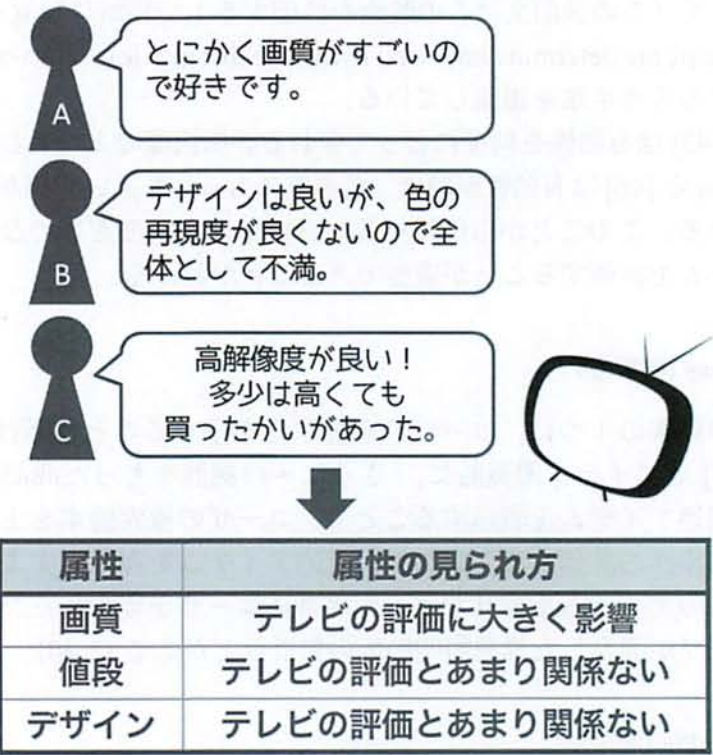 とにかく画質がすごいの
で好きです。
A
デザインは良いが、色の
再現度が良くないので全
体として不満。
B
高解像度が良い！
多少は高くても
買ったかいがあった。
C
属性 属性の見られ方
画質 テレビの評価に大きく影響
値段 テレビの評価とあまり関係ない
デザイン テレビの評価とあまり関係ない